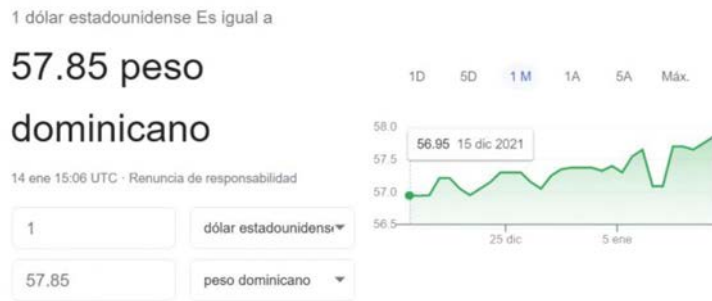 1 dólar estadounidense Es igual a
57.85 peso
dominicano
14 ene 15:06 UTC · Renuncia de responsabilidad
1 dólar estadounidens
57.85 peso dominicano
1D 5D 1 M 1A 5A Máx.
58.0
56.95 15 dic 2021
57.5
57.0
56.5
25 dic 5 ene